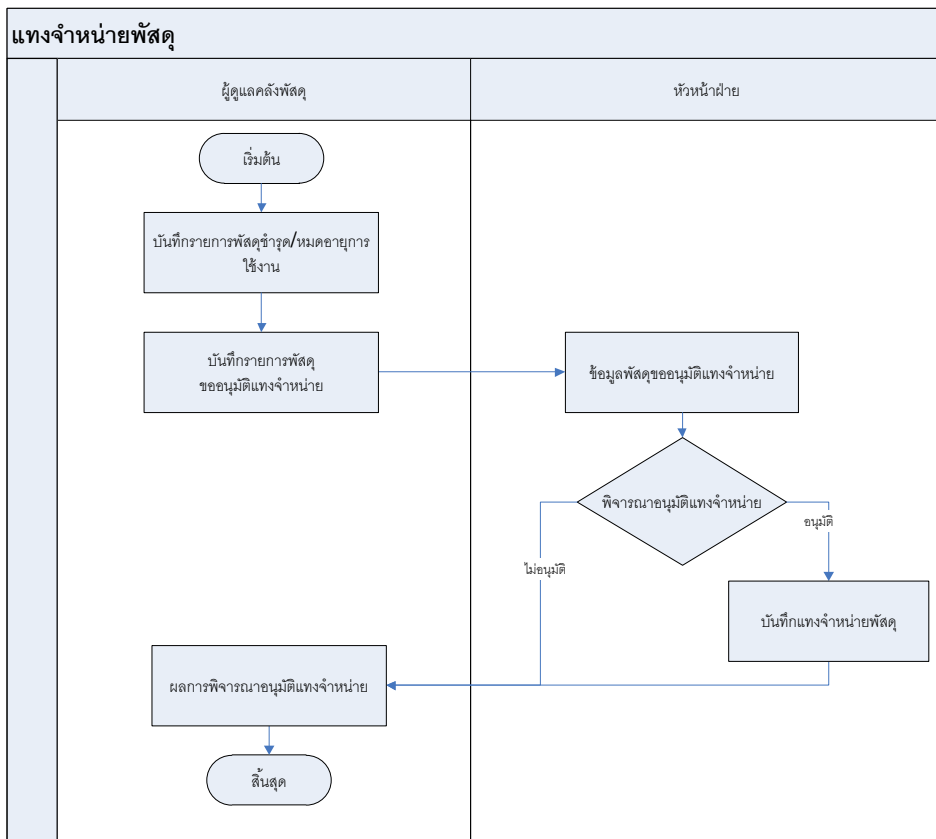 แทงจำหน่ายพัสดุ
ผู้ดูแลคลังพัสดุ
หัวหน้าฝ่าย
เริ่มต้น
บันทึกรายการพัสดุชำรุด/หมดอายุการ
ใช้งาน
บันทึกรายการพัสดุ
ขออนุมัติแทงจำหน่าย
ข้อมูลพัสดุขออนุมัติแทงจำหน่าย
พิจารณาอนุมัติแทงจำหน่าย
อนุมัติ
ไม่อนุมัติ
บันทึกแทงจำหน่ายพัสดุ
ผลการพิจารณาอนุมัติแทงจำหน่าย
สิ้นสุด